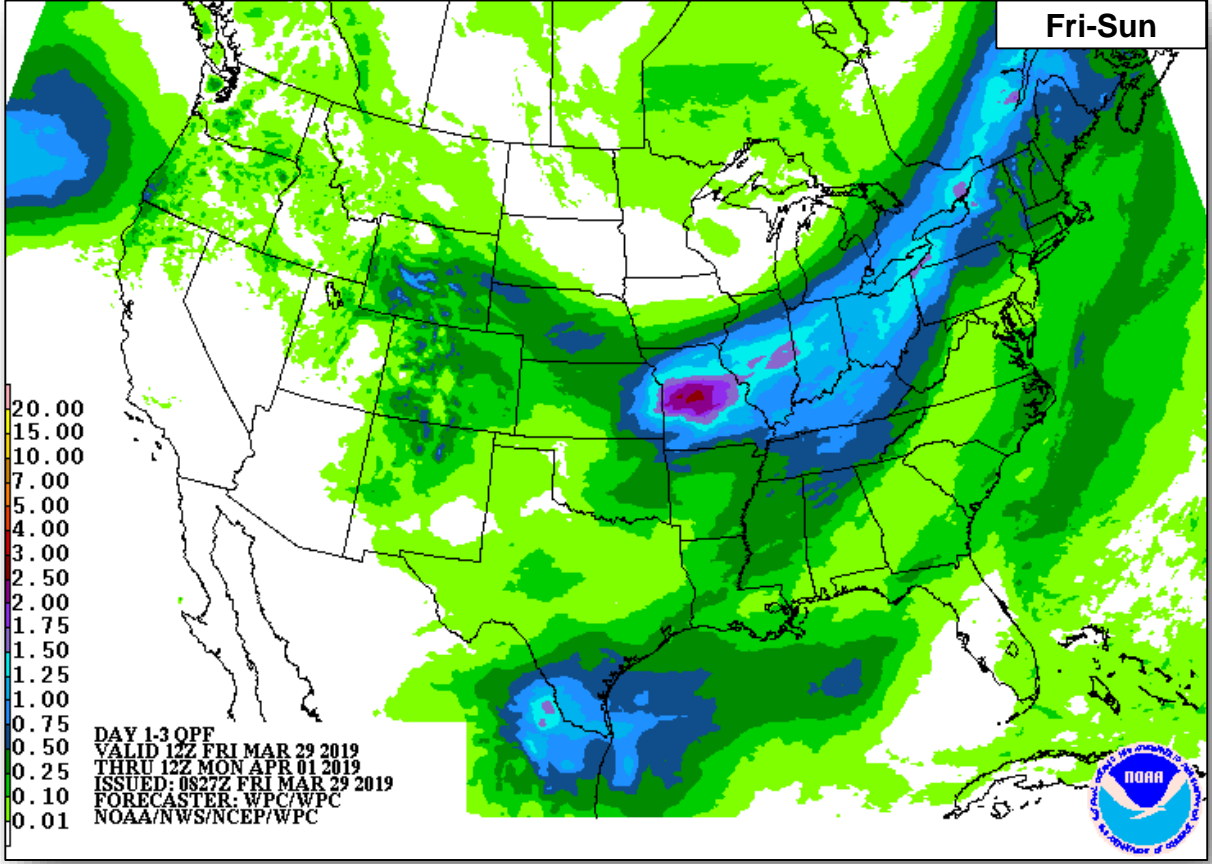 Fri-Sun
20.00
15.00
10.00
7.00
5.00
4.00
3.00
2.50
2.00
1.75
1.50
1.25
1.00
0.75
0.50
0.25
0.10
0.01
DAY 1-3 QPF
VALID 12Z FRI MAR 29 2019
THRU 12Z MON APR 01 2019
ISSUED: 0827Z FRI MAR 29 2019
FORECASTER: WPC/WPC
NOAA/NWS/NCEP/WPC
NOAA